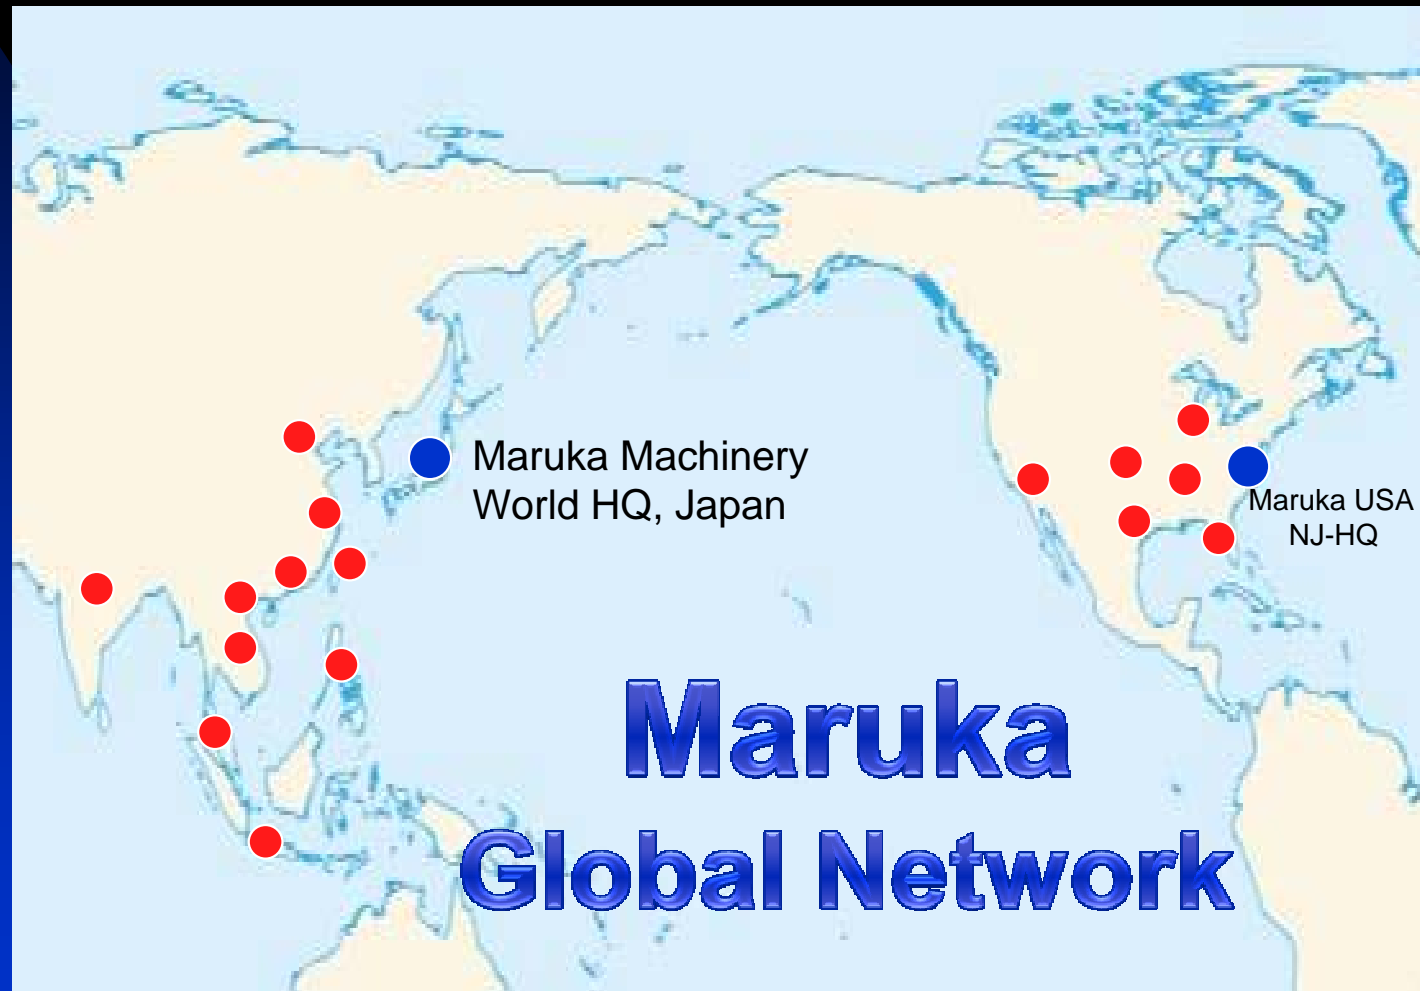 Maruka Machinery
World HQ, Japan
Maruka USA
NJ-HQ
Maruka
Global Network